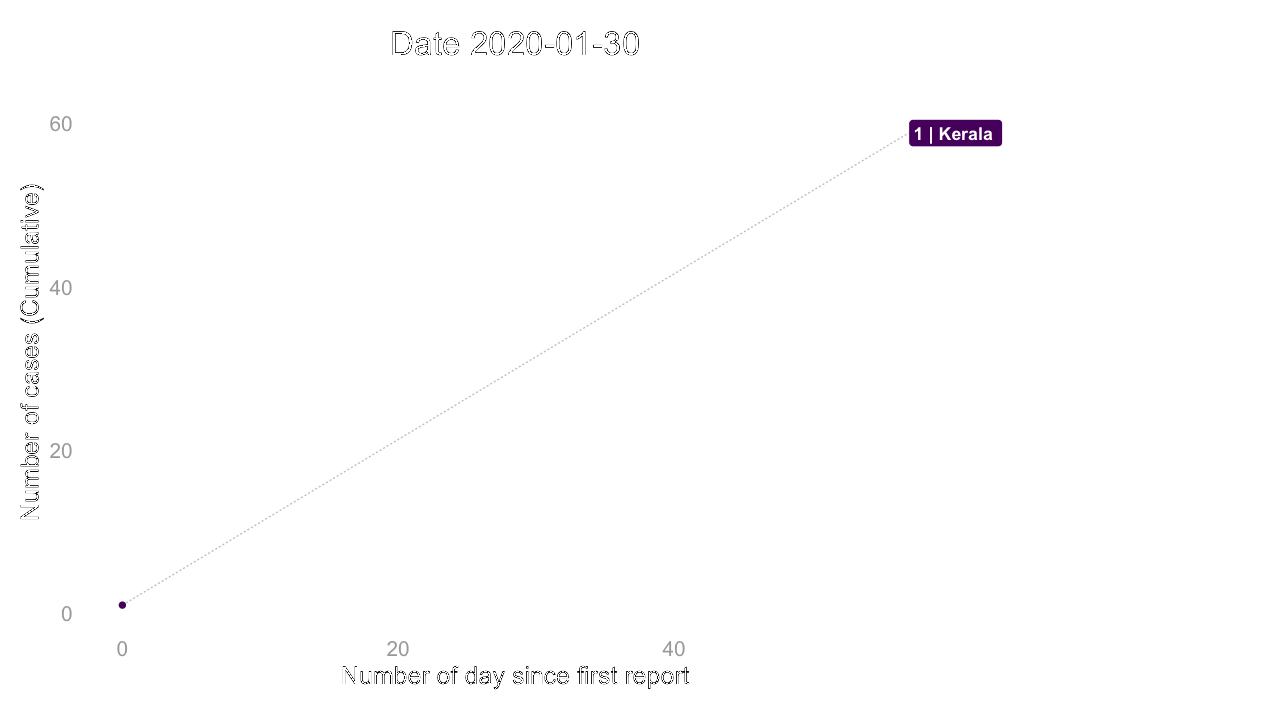 Date 2020-01-30
60
1 | Kerala
40
20
0
Number of cases (Cumulative)
0
20
40
Number of day since first report